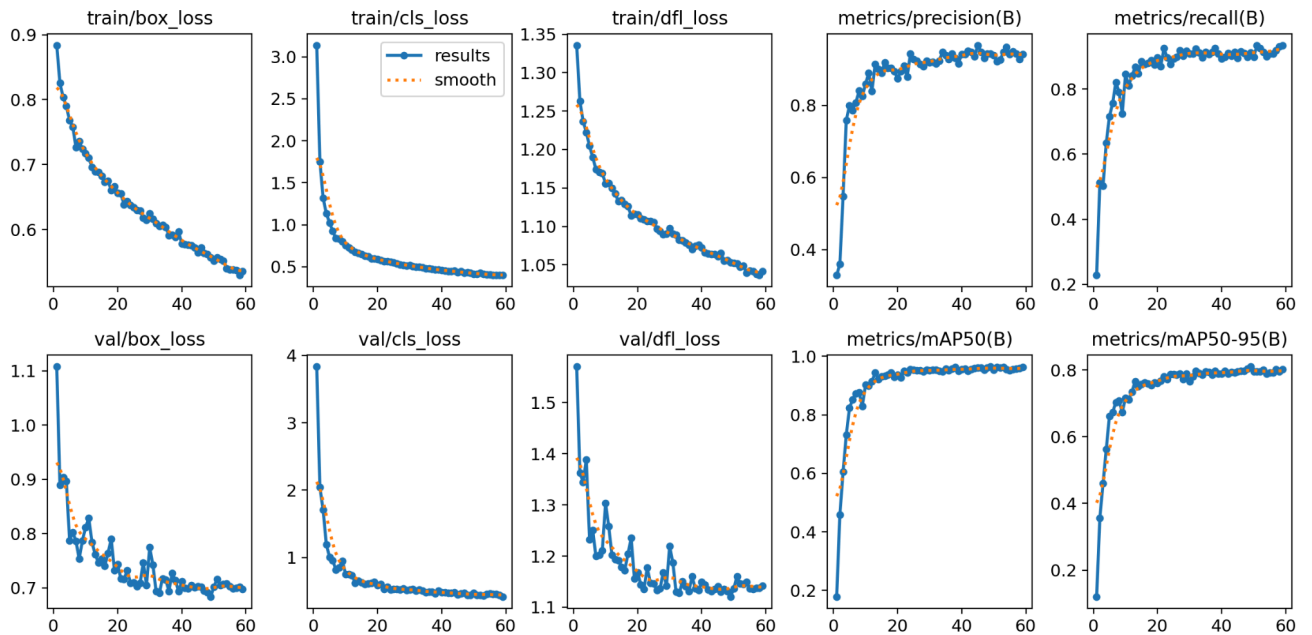 train/box_loss
train/cls_loss
train/dfl_loss
metrics/precision(B)
metrics/recall(B)
results
smooth
0.9
0.8
0.7
0.6
0 20 40 60
3.0
2.5
2.0
1.5
1.0
0.5
0 20 40 60
1.35
1.30
1.25
1.20
1.15
1.10
1.05
0 20 40 60
0.8
0.6
0.4
0 20 40 60
0.8
0.6
0.4
0.2
0 20 40 60
val/box_loss
val/cls_loss
val/dfl_loss
metrics/mAP50(B)
metrics/mAP50-95(B)
1.1
1.0
0.9
0.8
0.7
0 20 40 60
4
3
2
1
0 20 40 60
1.5
1.4
1.3
1.2
1.1
0 20 40 60
1.0
0.8
0.6
0.4
0.2
0 20 40 60
0.8
0.6
0.4
0.2
0 20 40 60